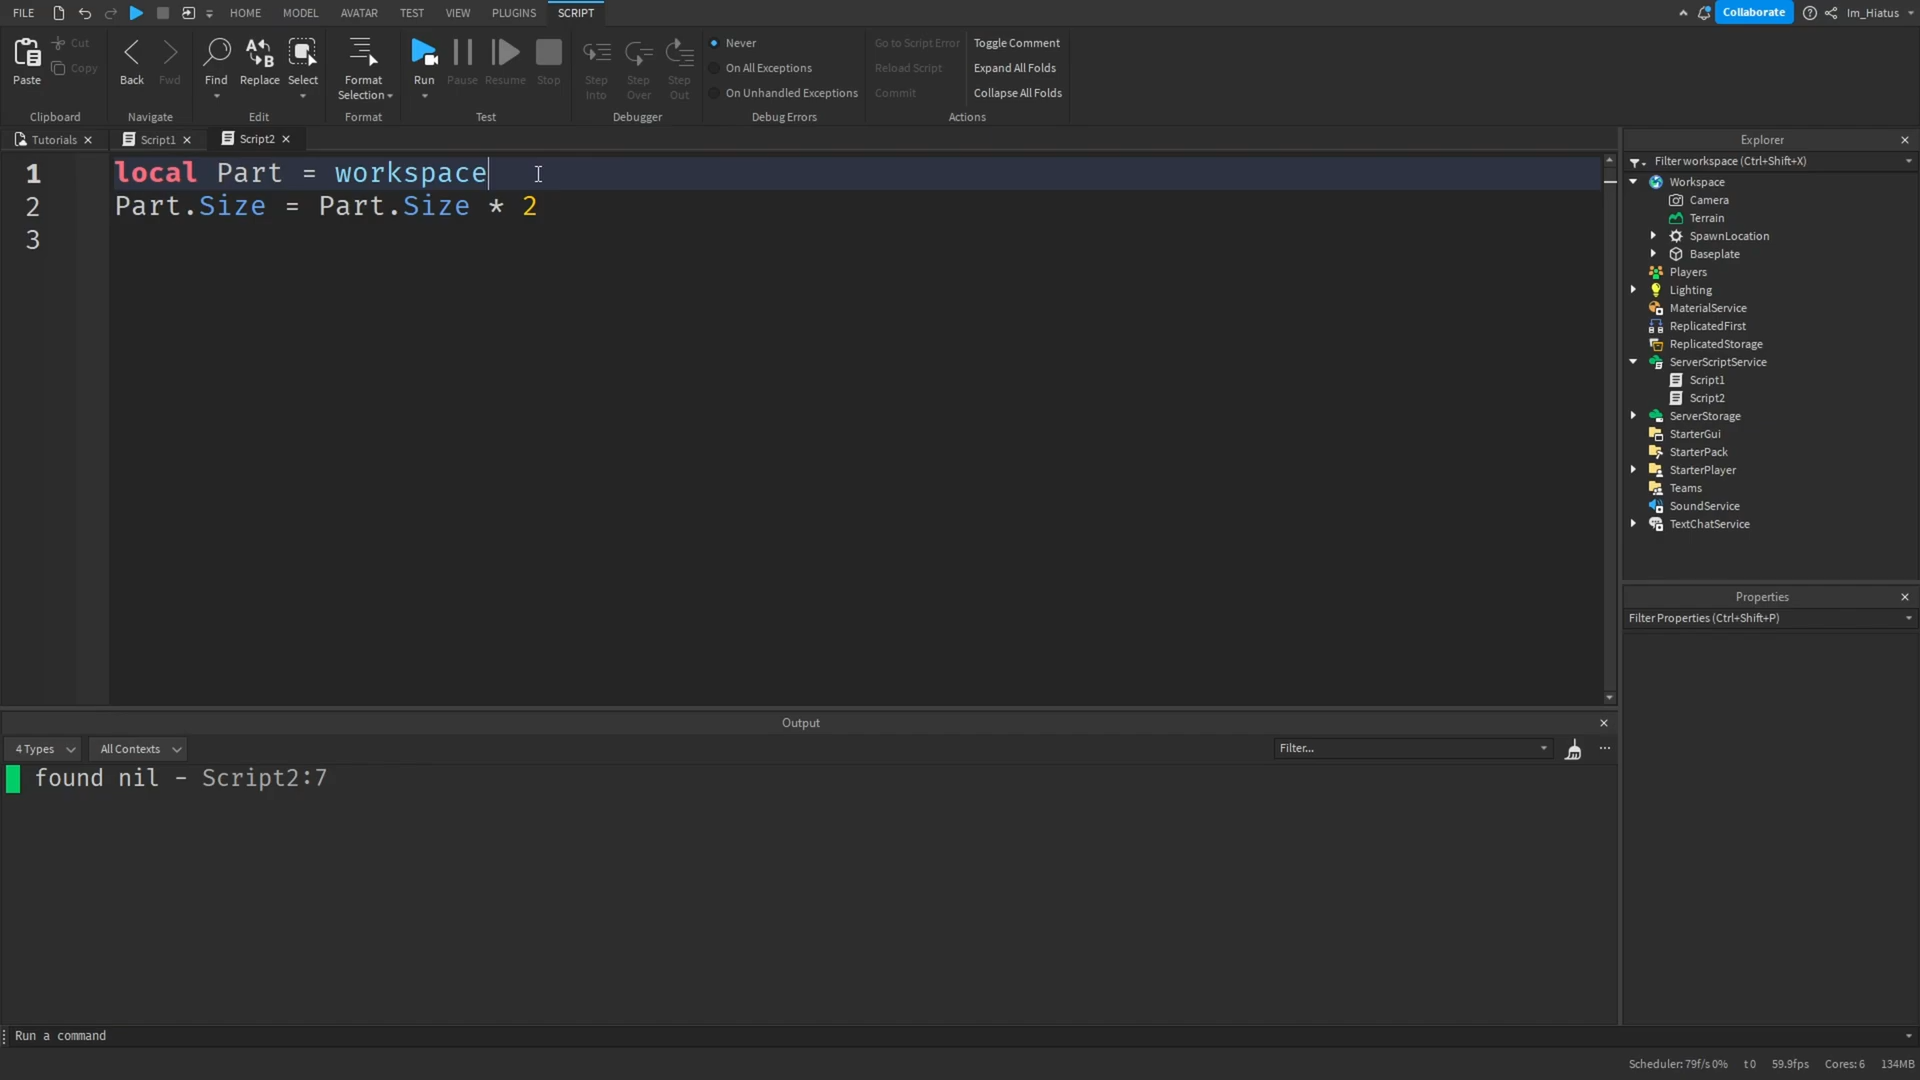 FILE HOME MODEL AVATAR TEST VIEW PLUGINS SCRIPT Collaborate Im_Hiatus
Paste Cut Copy
Back Fwd
Find Replace Select
Format Selection
Run Pause Resume Stop
Step Into Step Over Step Out
Never
On All Exceptions
On Unhandled Exceptions
Go to Script Error
Reload Script
Commit
Toggle Comment
Expand All Folds
Collapse All Folds
Clipboard Navigate Edit Format Test Debugger Debug Errors Actions
Tutorials Script1 Script2
1 local Part = workspace
2 Part.Size = Part.Size * 2
3
Explorer
Filter workspace (Ctrl+Shift+X)
Workspace
Camera
Terrain
SpawnLocation
Baseplate
Players
Lighting
MaterialService
ReplicatedFirst
ReplicatedStorage
ServerScriptService
Script1
Script2
ServerStorage
StarterGui
StarterPack
StarterPlayer
Teams
SoundService
TextChatService
Properties
Filter Properties (Ctrl+Shift+P)
Output
4 Types All Contexts Filter... ...
found nil - Script2:7
Run a command
Scheduler: 79f/s 0% t 0 59.9fps Cores: 6 134MB